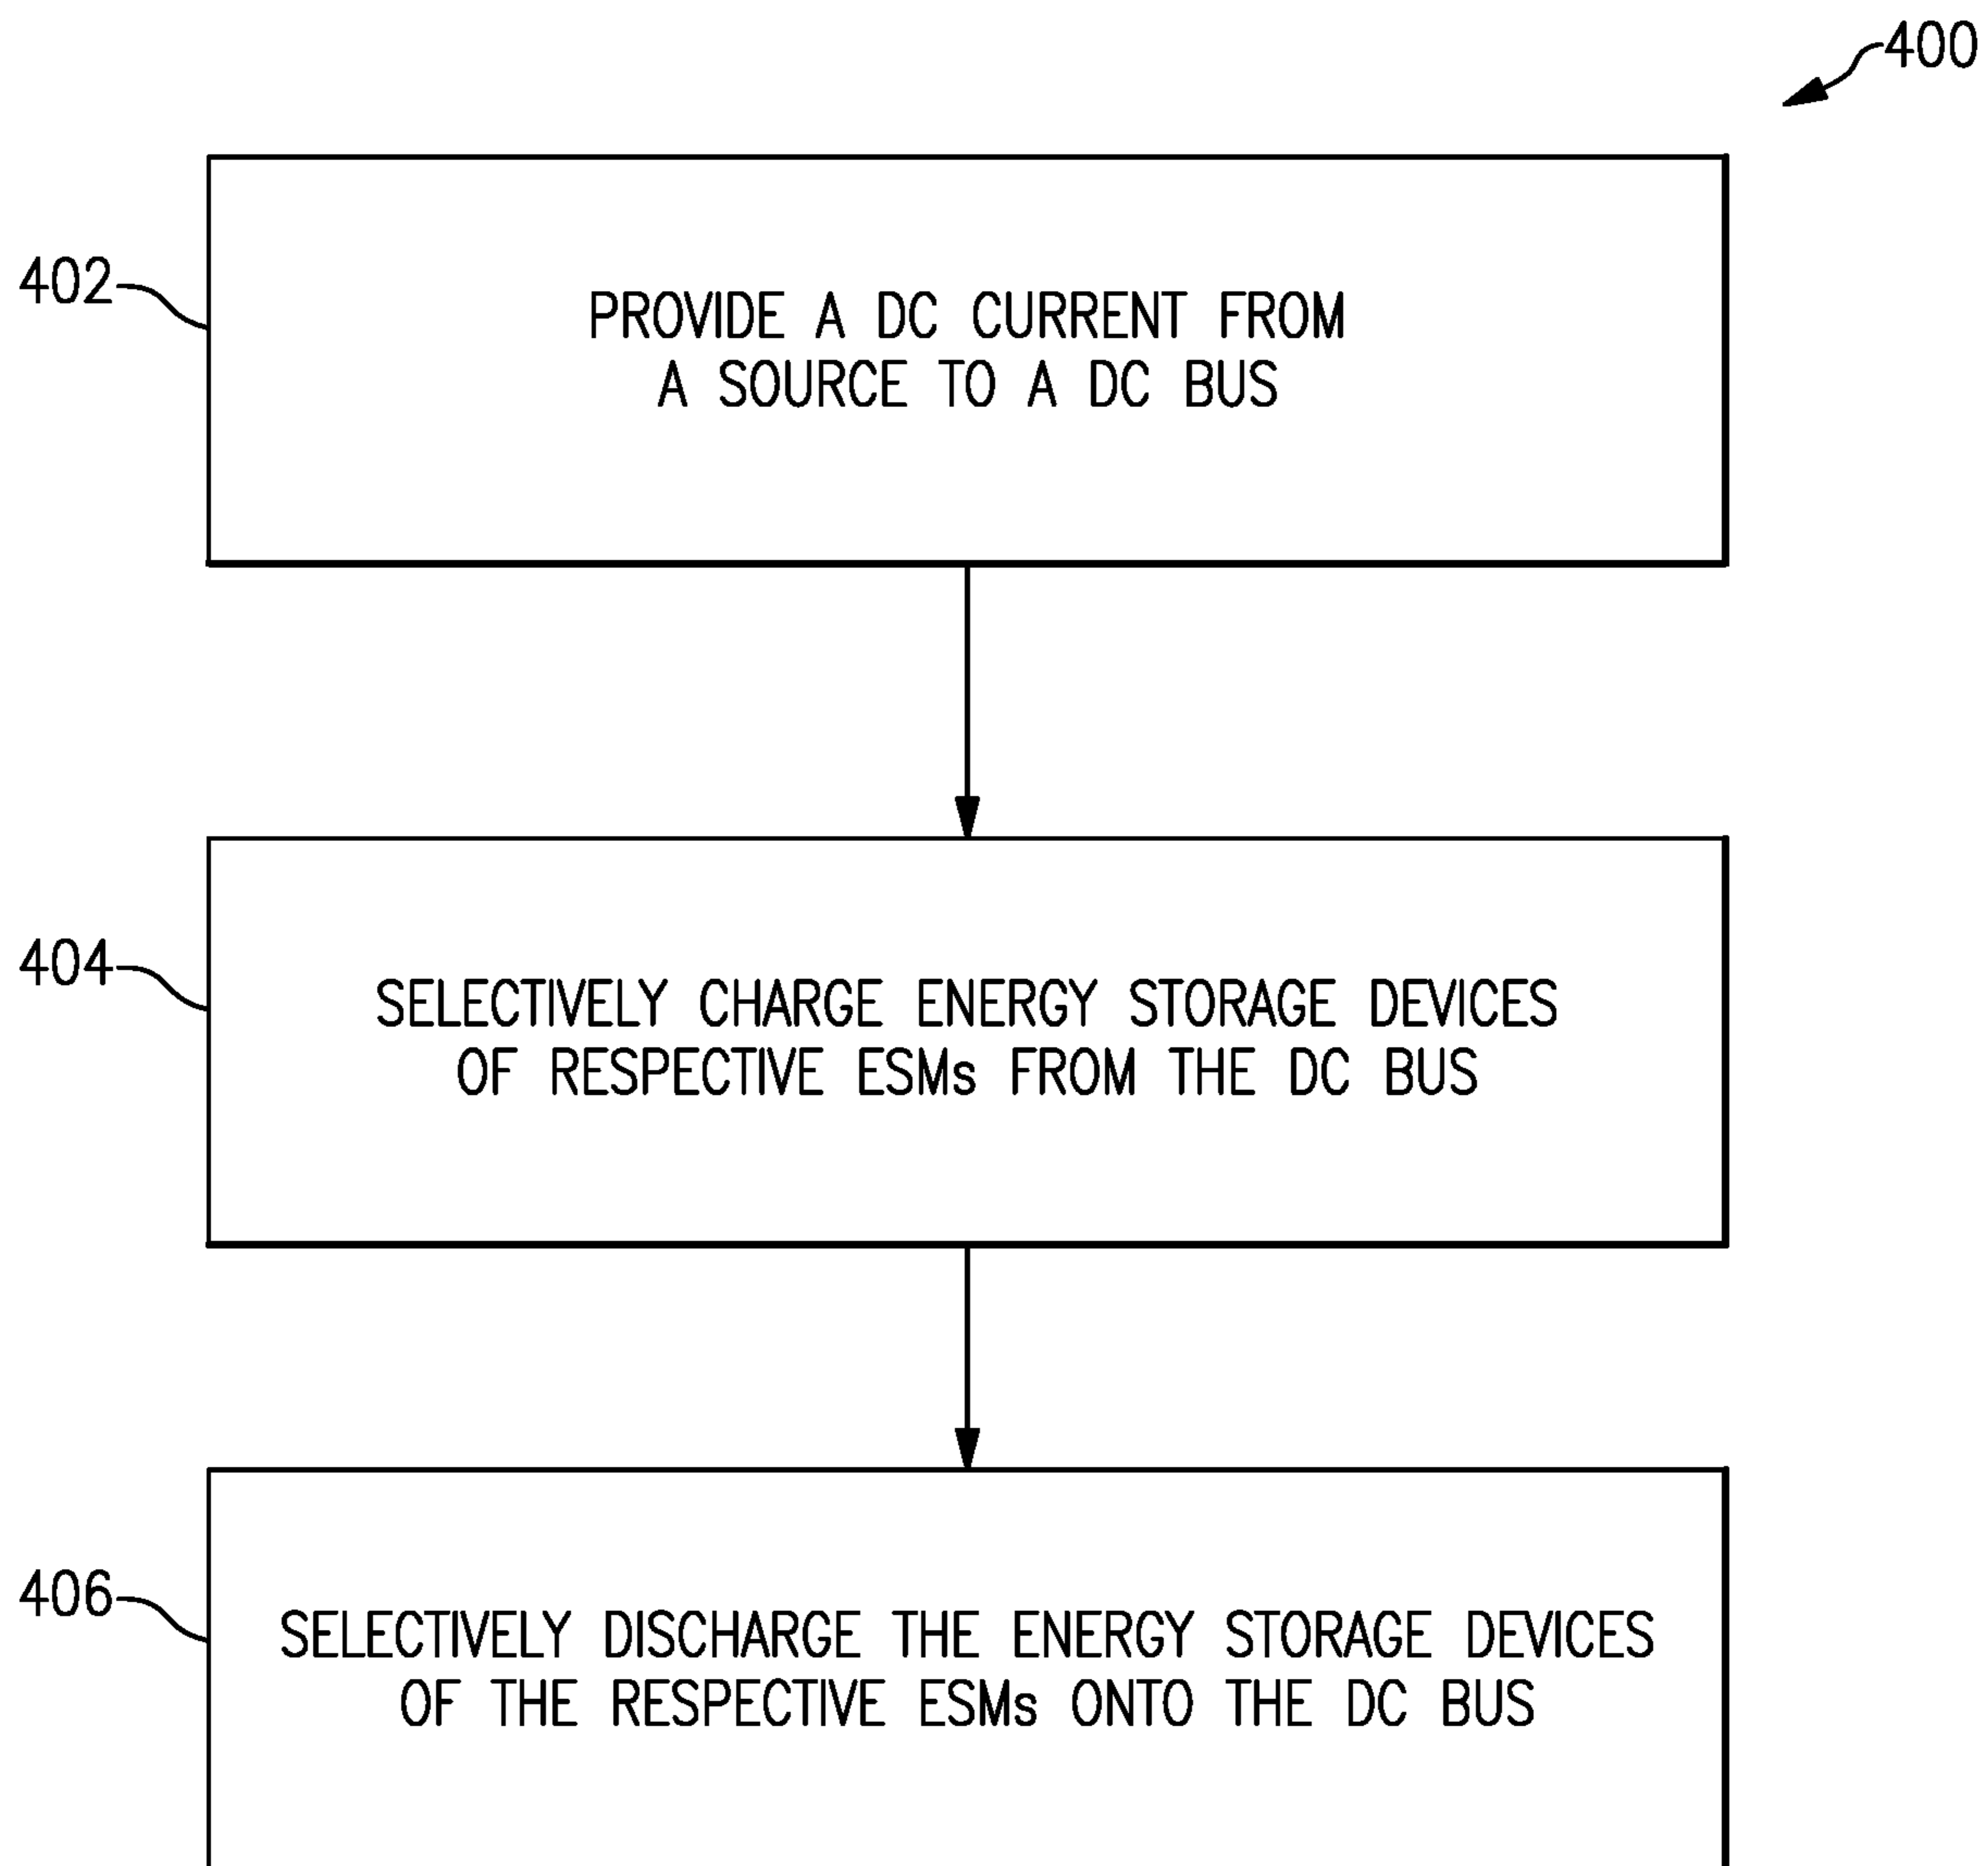 400
402
PROVIDE A DC CURRENT FROM
A SOURCE TO A DC BUS
404
SELECTIVELY CHARGE ENERGY STORAGE DEVICES
OF RESPECTIVE ESMs FROM THE DC BUS
406
SELECTIVELY DISCHARGE THE ENERGY STORAGE DEVICES
OF THE RESPECTIVE ESMs ONTO THE DC BUS